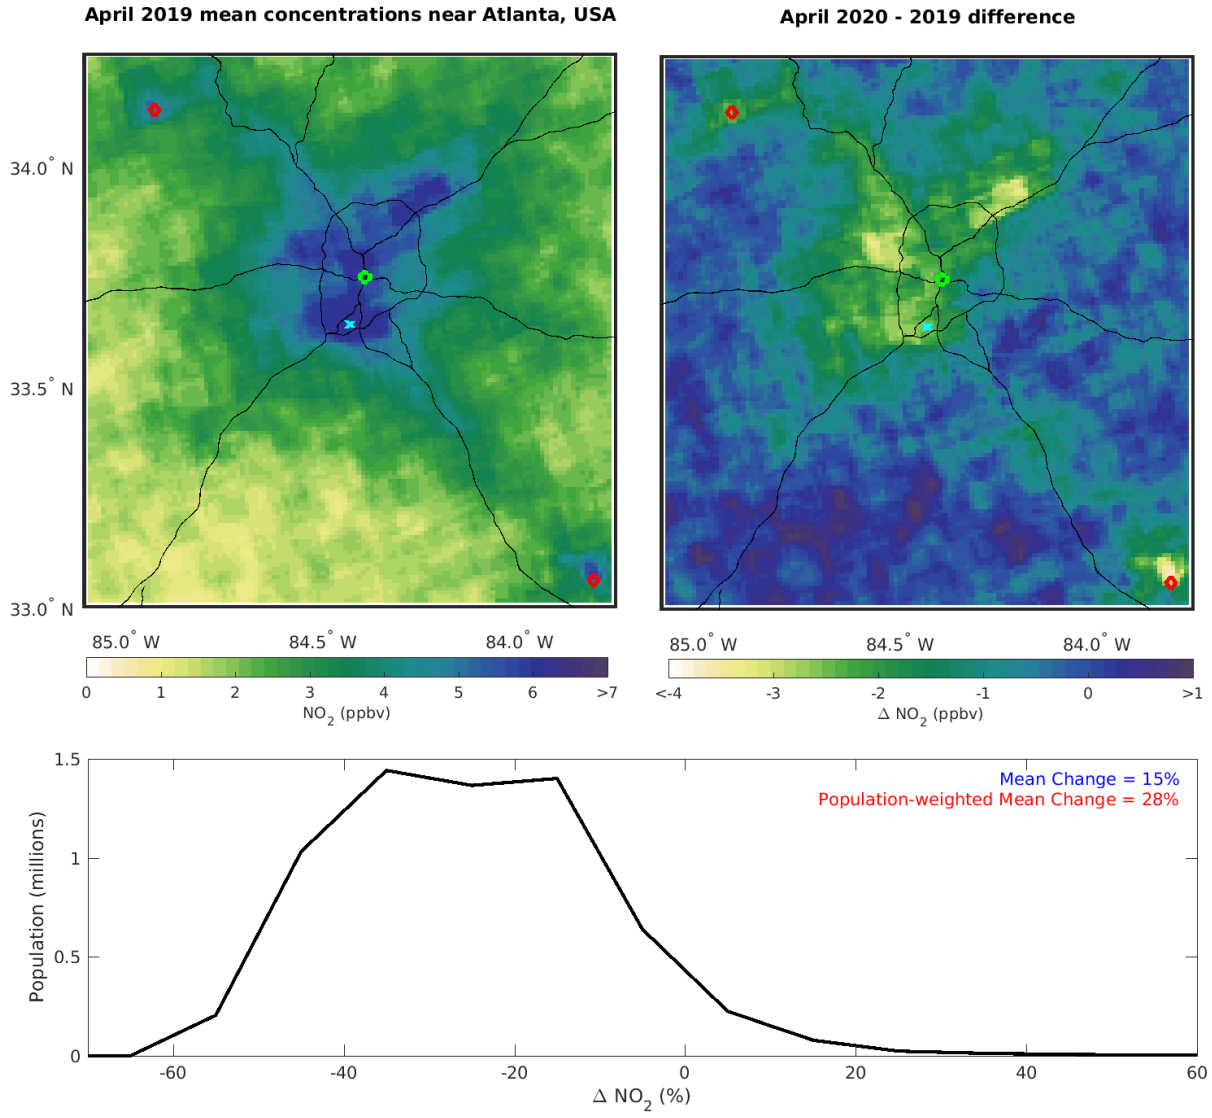 April 2019 mean concentrations near Atlanta, USA
April 2020 - 2019 difference
34.0° N
33.5° N
33.0° N
85.0° W 84.5° W 84.0° W
85.0° W 84.5° W 84.0° W
0 1 2 3 4 5 6 >7
NO2 (ppbv)
<-4 -3 -2 -1 0 >1
Δ NO2 (ppbv)
Mean Change = 15%
Population-weighted Mean Change = 28%
Population (millions)
1.5
1
0.5
0
-60 -40 -20 0 20 40 60
Δ NO2 (%)